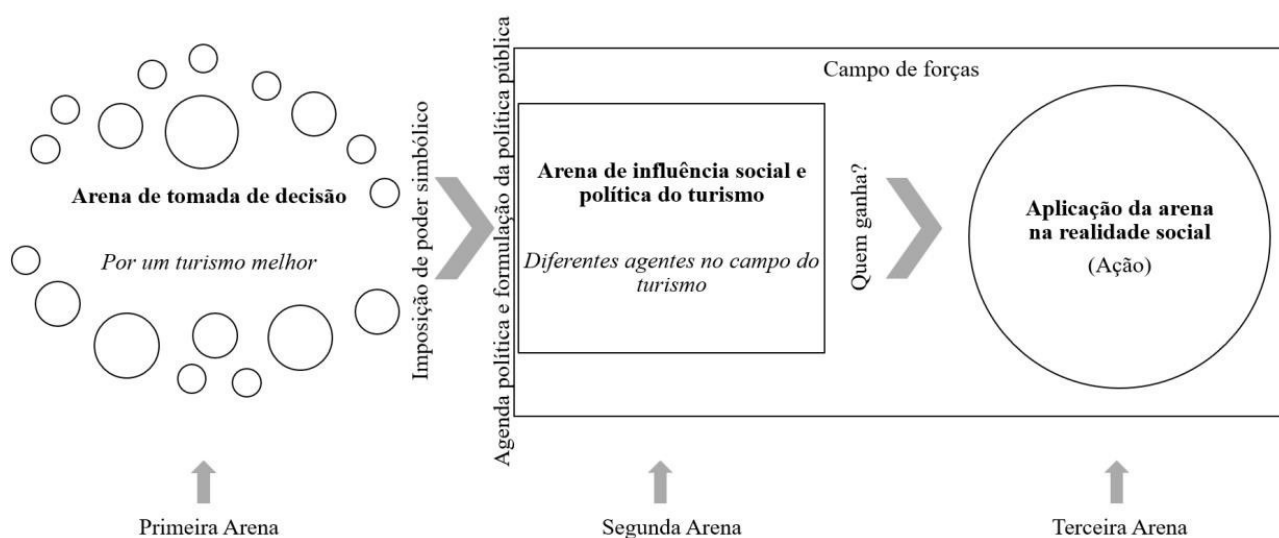 Arena de tomada de decisão
Por um turismo melhor
Imposição de poder simbólico
Agenda política e formulação da política pública
Campo de forças
Arena de influência social e
política do turismo
Diferentes agentes no campo do
turismo
Quem ganha?
Aplicação da arena
na realidade social
(Ação)
Primeira Arena
Segunda Arena
Terceira Arena